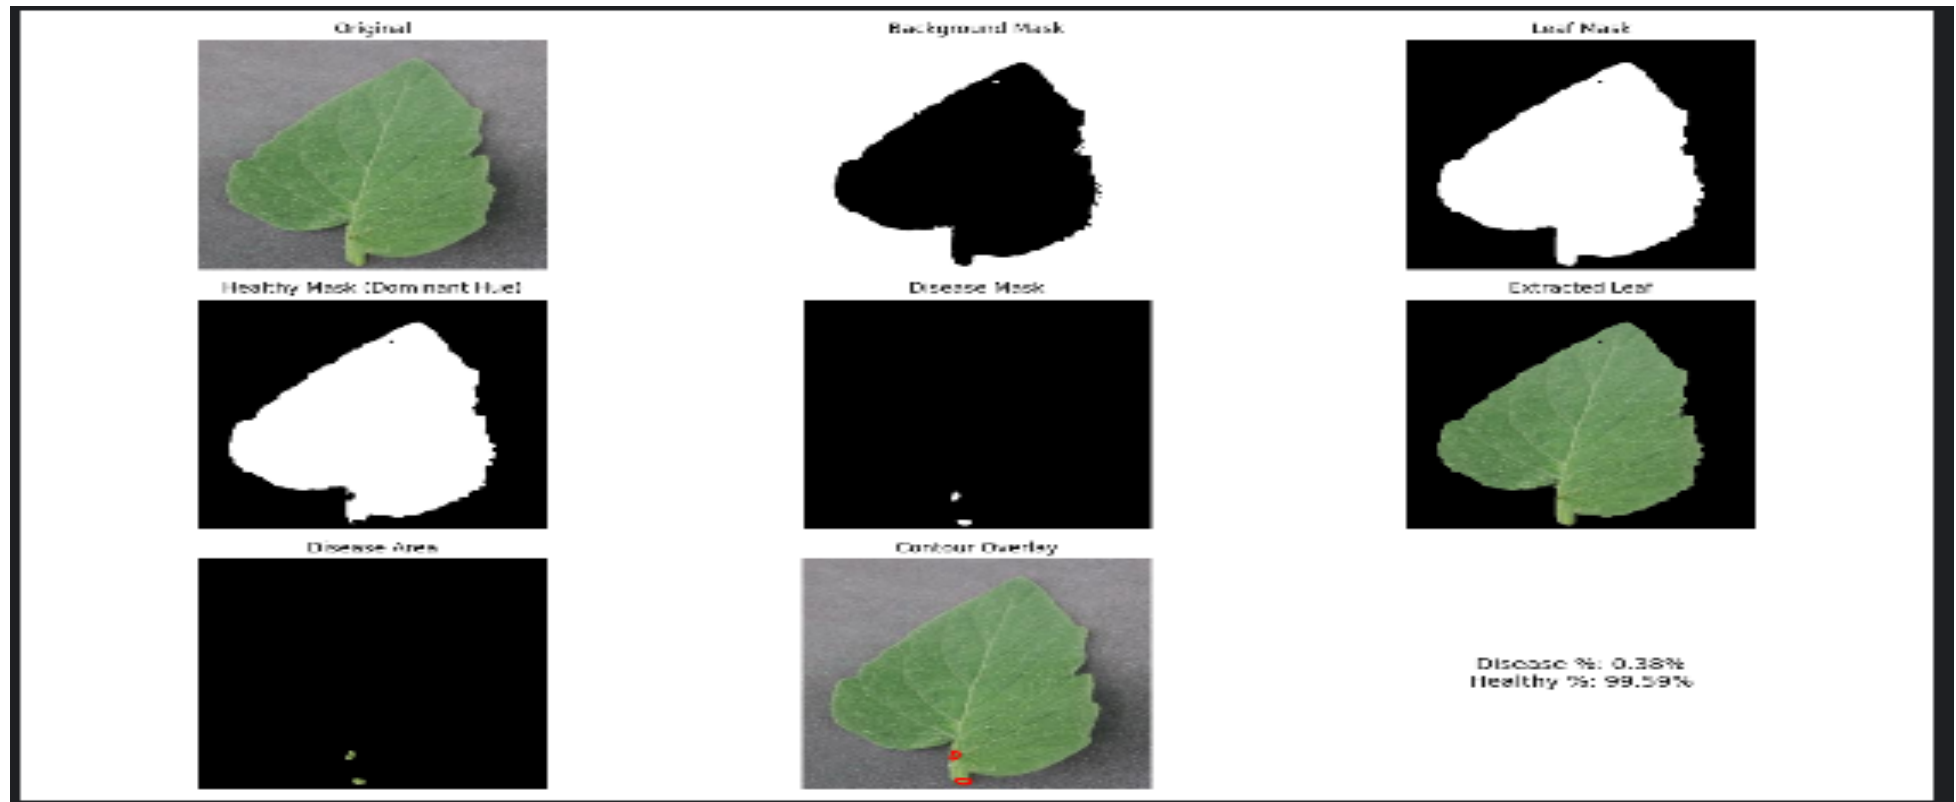 Original
Background Mask
Leaf Mask
Healthy Mask (Dominant Hue)
Disease Mask
Extracted Leaf
Disease Area
Contour Overlay
Disease %: 0.38%
Healthy %: 99.59%